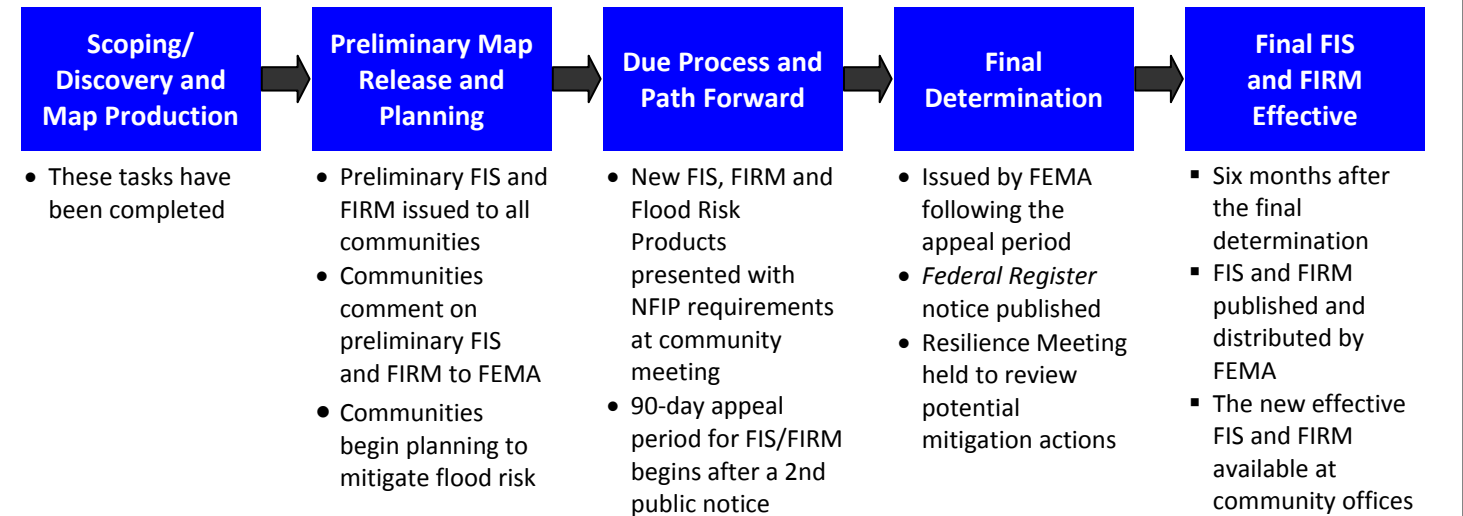 Scoping/
Discovery and
Map Production
• These tasks have
been completed
Preliminary Map
Release and
Planning
• Preliminary FIS and
FIRM issued to all
communities
• Communities
comment on
preliminary FIS
and FIRM to FEMA
• Communities
begin planning to
mitigate flood risk
Due Process and
Path Forward
• New FIS, FIRM and
Flood Risk
Products
presented with
NFIP requirements
at community
meeting
• 90-day appeal
period for FIS/FIRM
begins after a 2nd
public notice
Final
Determination
• Issued by FEMA
following the
appeal period
• Federal Register
notice published
• Resilience Meeting
held to review
potential
mitigation actions
Final FIS
and FIRM
Effective
▪ Six months after
the final
determination
▪ FIS and FIRM
published and
distributed by
FEMA
▪ The new effective
FIS and FIRM
available at
community offices